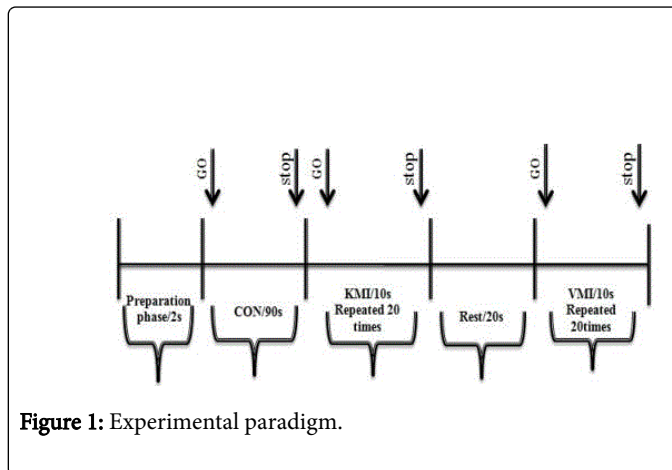 GO
stop
GO
stop
GO
stop
Preparation
phase/2s
CON/90s
KMI/10s
Repeated 20
times
Rest/20s
VMI/10s
Repeated
20times
Figure 1: Experimental paradigm.